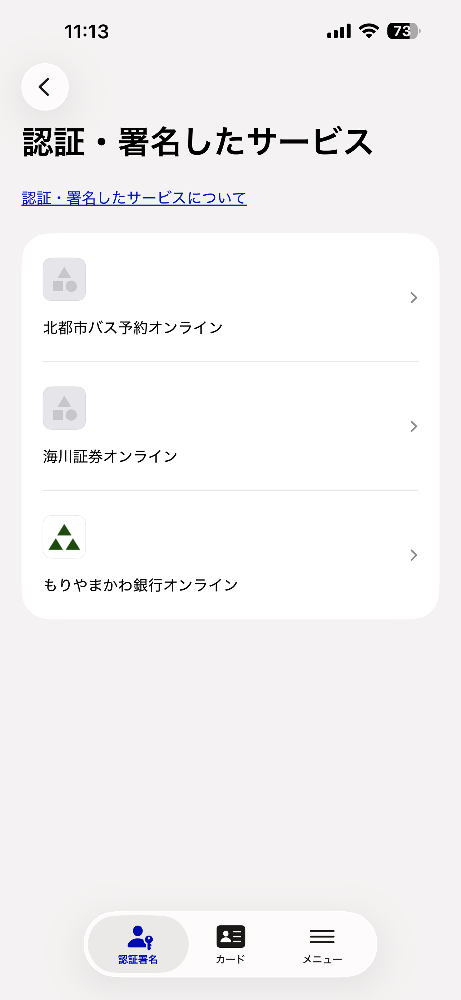 11:13
73
認証・署名したサービス
認証・署名したサービスについて
北都市バス予約オンライン
海川証券オンライン
もりやまかわ銀行オンライン
認証署名
カード
メニュー